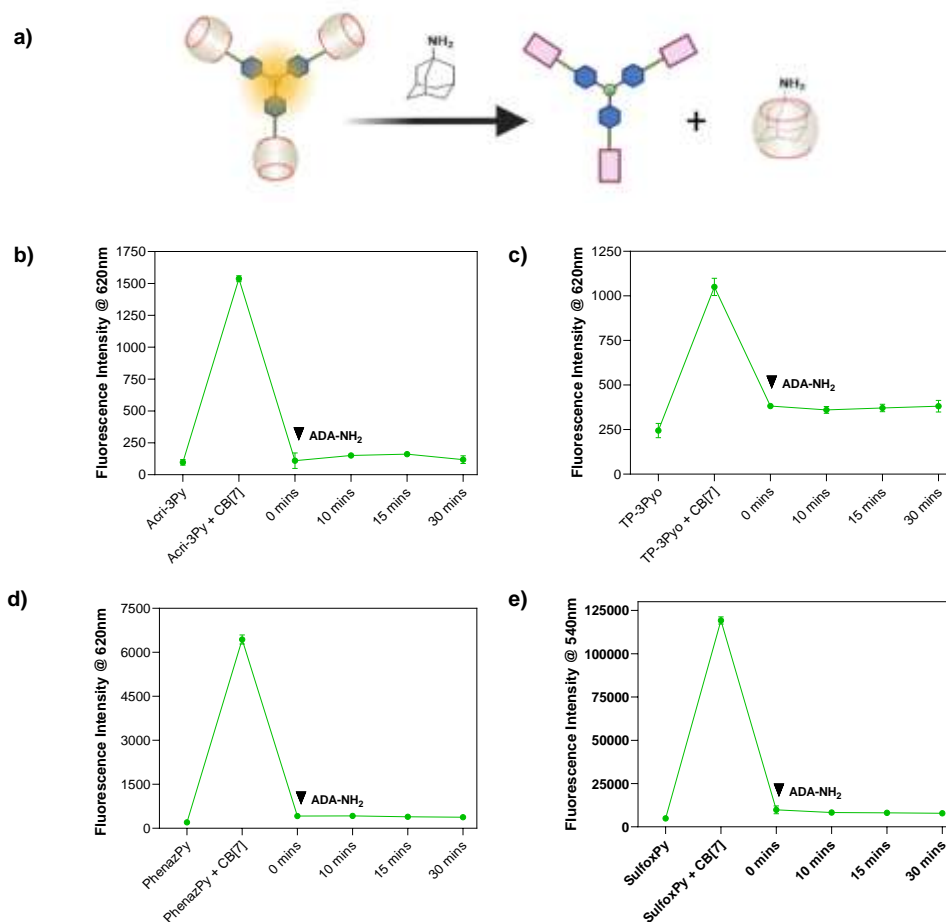 a)
NH2
+
NH2
b)
Fluorescence Intensity @ 620nm
1750
1500
1250
1000
750
500
250
0
ADA-NH2
Acri-3Py
Acri-3Py + CB[7]
0 mins
10 mins
15 mins
30 mins
c)
Fluorescence Intensity @ 620nm
1250
1000
750
500
250
0
ADA-NH2
TP-3Pyo
TP-3Pyo + CB[7]
0 mins
10 mins
15 mins
30 mins
d)
Fluorescence Intensity @ 620nm
7500
6000
4500
3000
1500
0
ADA-NH2
PhenazPy
PhenazPy + CB[7]
0 mins
10 mins
15 mins
30 mins
e)
Fluorescence Intensity @ 540nm
125000
100000
75000
50000
25000
0
ADA-NH2
SulfoxPy
SulfoxPy + CB[7]
0 mins
10 mins
15 mins
30 mins